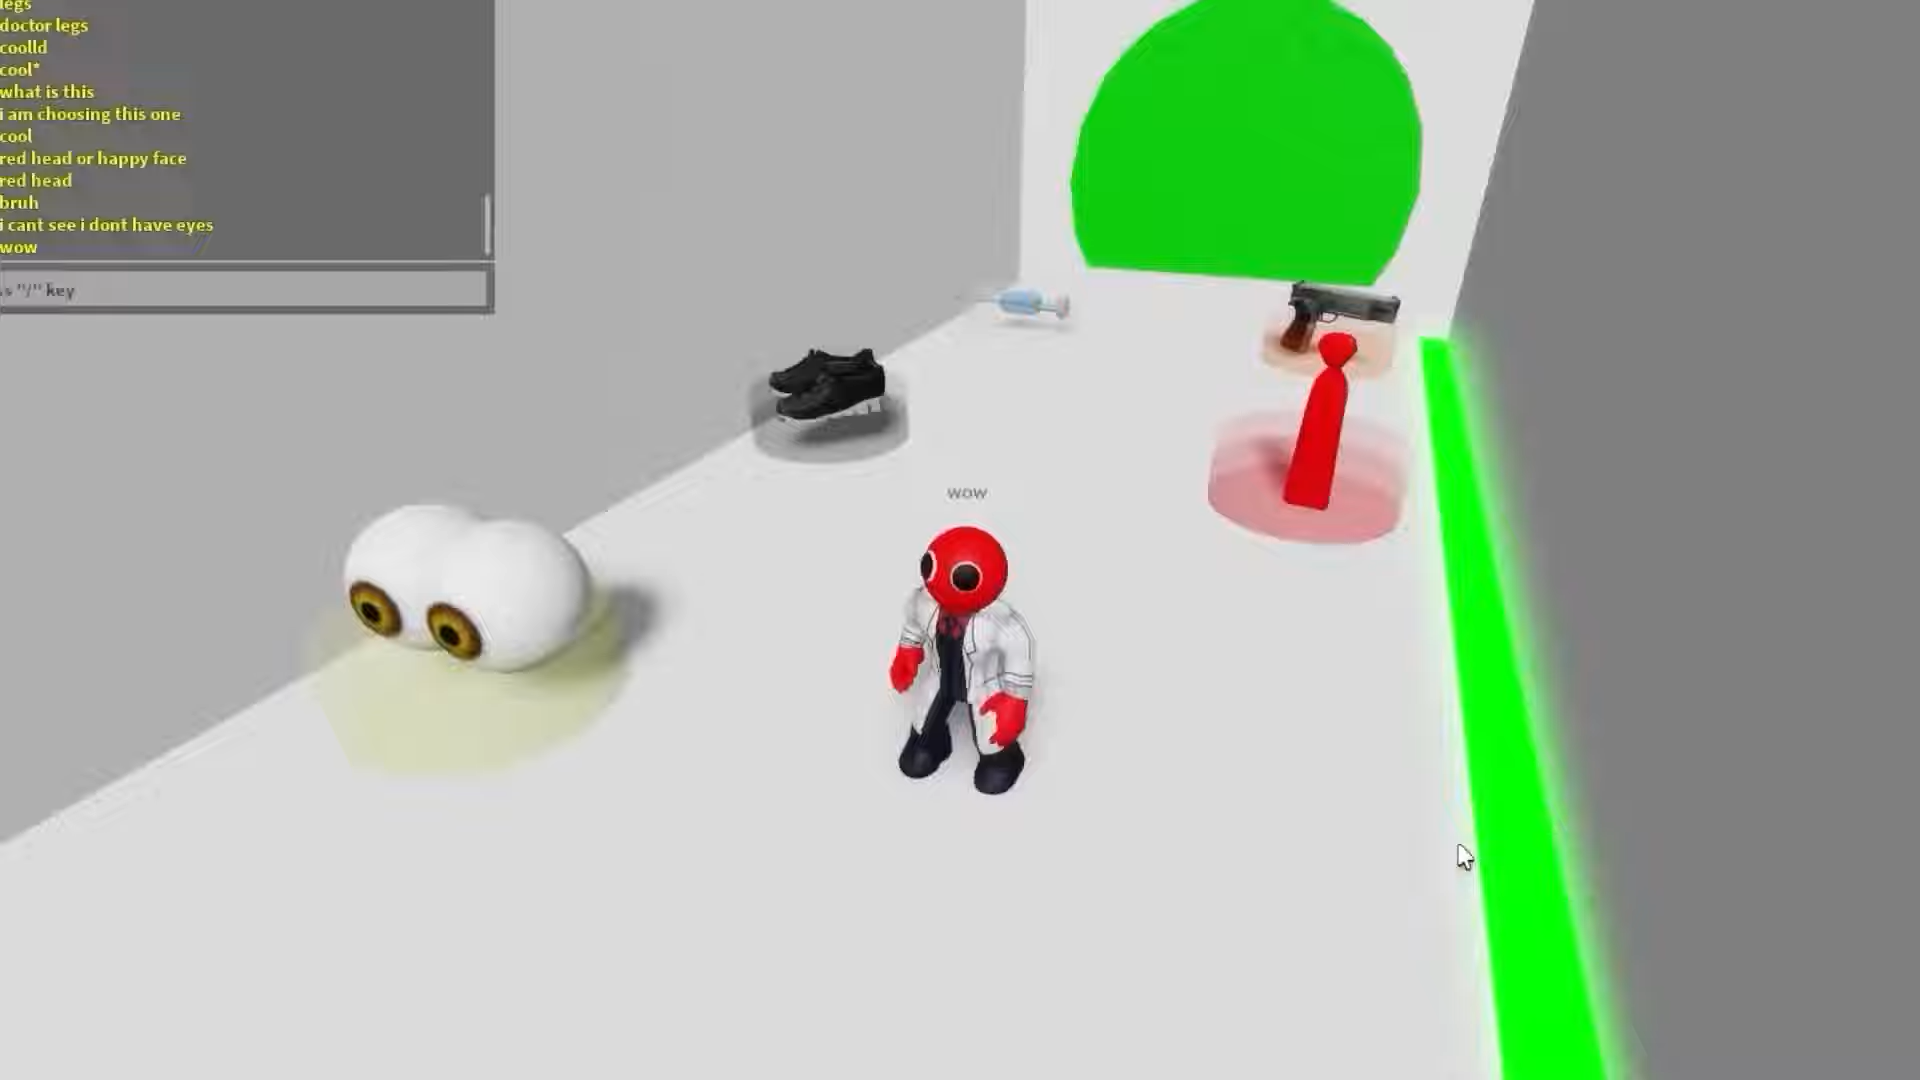 legs
doctor legs
coolld
cool*
what is this
i am choosing this one
cool
red head or happy face
red head
bruh
i cant see i dont have eyes
wow
"/" key
wow